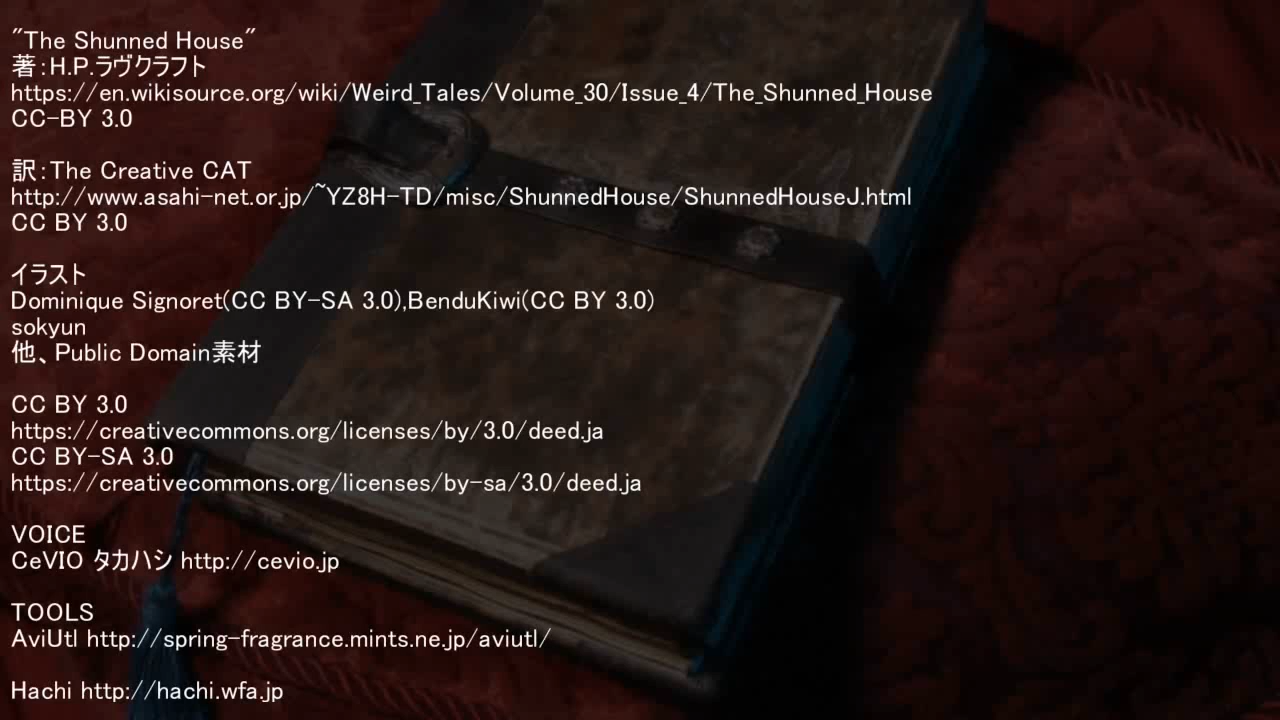 "The Shunned House"
著：H.P.ラヴクラフト
https://en.wikisource.org/wiki/Weird_Tales/Volume_30/Issue_4/The_Shunned_House
CC-BY 3.0
訳：The Creative CAT
http://www.asahi-net.or.jp/~YZ8H-TD/misc/ShunnedHouse/ShunnedHouseJ.html
CC BY 3.0
イラスト
Dominique Signoret(CC BY-SA 3.0),BenduKiwi(CC BY 3.0)
sokyun
他、Public Domain素材
CC BY 3.0
https://creativecommons.org/licenses/by/3.0/deed.ja
CC BY-SA 3.0
https://creativecommons.org/licenses/by-sa/3.0/deed.ja
VOICE
CeVIO タカハシ http://cevio.jp
TOOLS
AviUtl http://spring-fragrance.mints.ne.jp/aviutl/
Hachi http://hachi.wfa.jp